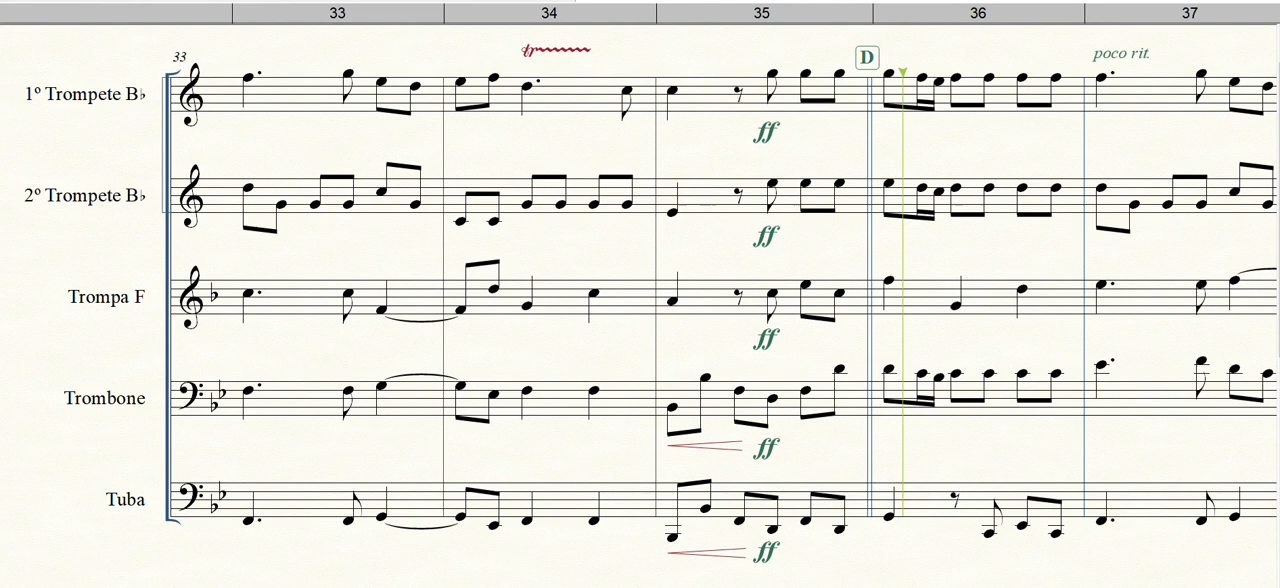 33 34 35 36 37
33 tr D poco rit.
1º Trompete B♭
ff
2º Trompete B♭
ff
Trompa F
ff
Trombone
ff
Tuba
ff